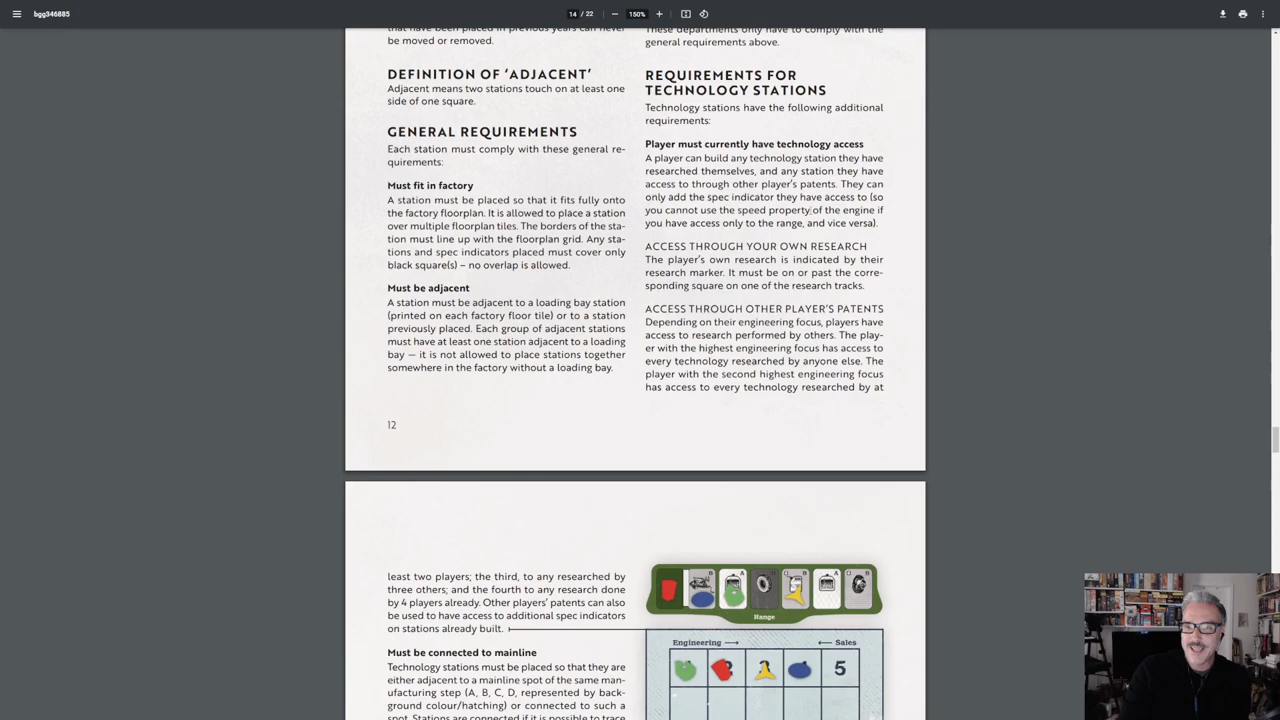 bgg346885
14 / 22
150%
that have been placed in previous years can never
be moved or removed.
DEFINITION OF 'ADJACENT'
Adjacent means two stations touch on at least one
side of one square.
GENERAL REQUIREMENTS
Each station must comply with these general re-
quirements:
Must fit in factory
A station must be placed so that it fits fully onto
the factory floorplan. It is allowed to place a station
over multiple floorplan tiles. The borders of the sta-
tion must line up with the floorplan grid. Any sta-
tions and spec indicators placed must cover only
black square(s) – no overlap is allowed.
Must be adjacent
A station must be adjacent to a loading bay station
(printed on each factory floor tile) or to a station
previously placed. Each group of adjacent stations
must have at least one station adjacent to a loading
bay — it is not allowed to place stations together
somewhere in the factory without a loading bay.
12
These departments only have to comply with the
general requirements above.
REQUIREMENTS FOR
TECHNOLOGY STATIONS
Technology stations have the following additional
requirements:
Player must currently have technology access
A player can build any technology station they have
researched themselves, and any station they have
access to through other player's patents. They can
only add the spec indicator they have access to (so
you cannot use the speed property of the engine if
you have access only to the range, and vice versa).
ACCESS THROUGH YOUR OWN RESEARCH
The player's own research is indicated by their
research marker. It must be on or past the corre-
sponding square on one of the research tracks.
ACCESS THROUGH OTHER PLAYER'S PATENTS
Depending on their engineering focus, players have
access to research performed by others. The play-
er with the highest engineering focus has access to
every technology researched by anyone else. The
player with the second highest engineering focus
has access to every technology researched by at
least two players; the third, to any researched by
three others; and the fourth to any research done
by 4 players already. Other players' patents can also
be used to have access to additional spec indicators
on stations already built.
Must be connected to mainline
Technology stations must be placed so that they are
either adjacent to a mainline spot of the same man-
ufacturing step (A, B, C, D, represented by back-
ground colour/hatching) or connected to such a
spot. Stations are connected if it is possible to trace
B A B A B
Range
Engineering → ← Sales
5